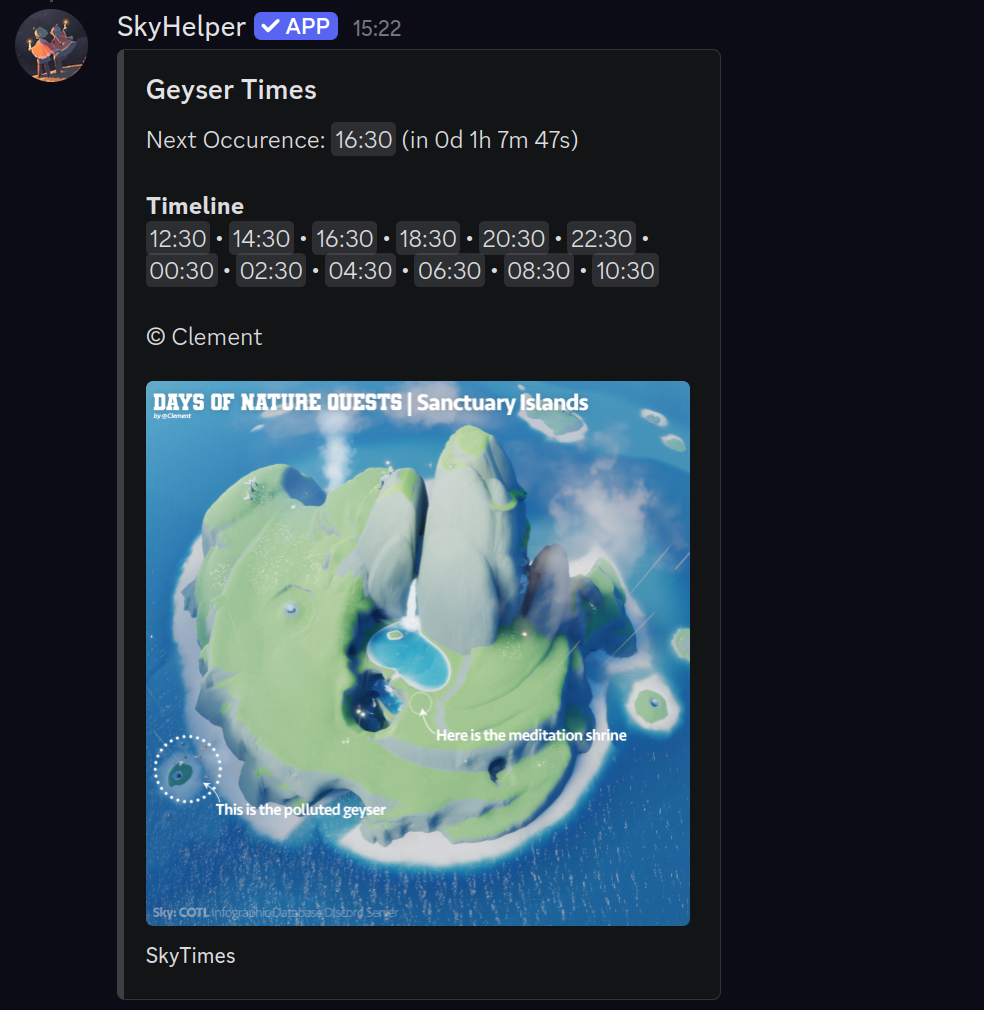 SkyHelper ✓ APP 15:22
Geyser Times
Next Occurence: 16:30 (in 0d 1h 7m 47s)
Timeline
12:30 • 14:30 • 16:30 • 18:30 • 20:30 • 22:30 •
00:30 • 02:30 • 04:30 • 06:30 • 08:30 • 10:30
© Clement
DAYS OF NATURE QUESTS | Sanctuary Islands
by @Clement
Here is the meditation shrine
This is the polluted geyser
Sky: COTL Infographic Database Discord Server
SkyTimes